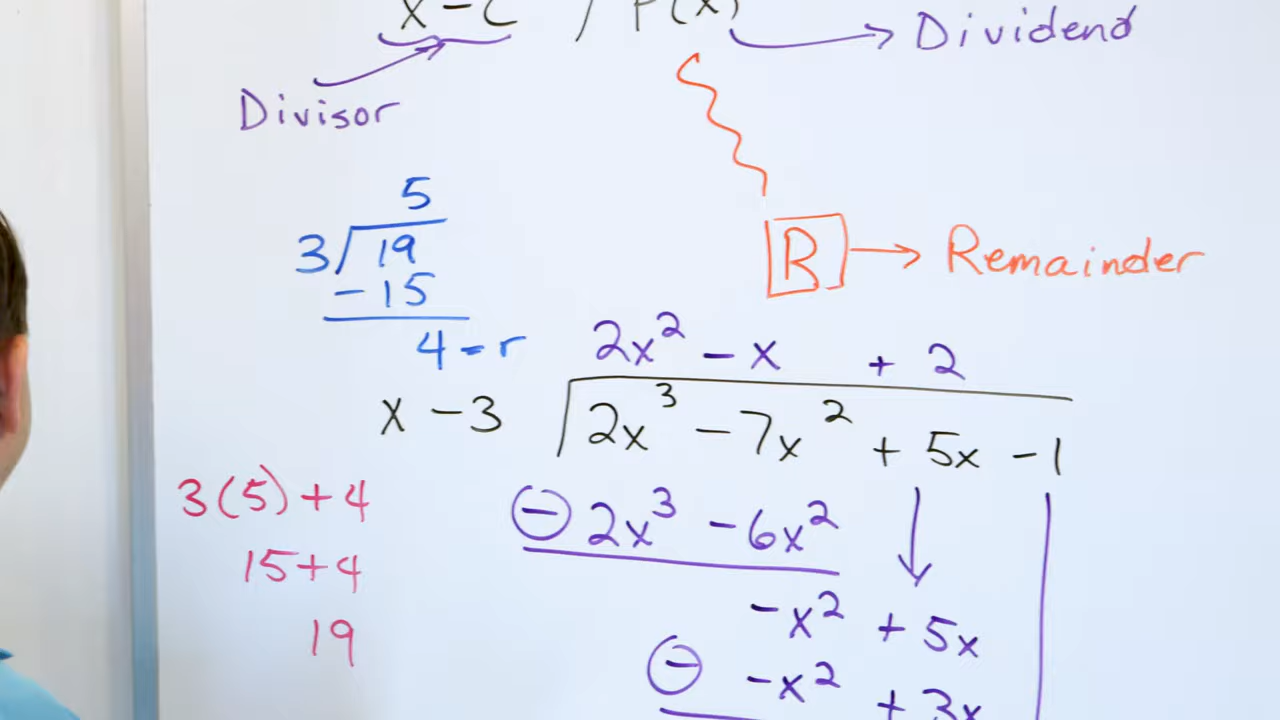 x - c / P(x) → Dividend
Divisor
5
3 19
- 15
4 = r
R → Remainder
2x² - x + 2
x - 3 2x³ - 7x² + 5x - 1
- 2x³ - 6x²
- x² + 5x
- - x² + 3x
3(5) + 4
15 + 4
19